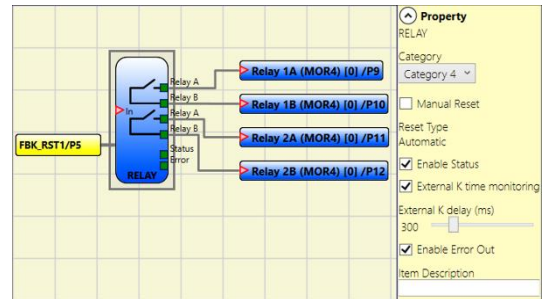 FBK_RST1/P5
In
Relay A
Relay B
Relay A
Relay B
Status
Error
RELAY
Relay 1A (MOR4) [0] /P9
Relay 1B (MOR4) [0] /P10
Relay 2A (MOR4) [0] /P11
Relay 2B (MOR4) [0] /P12
Property
RELAY
Category
Category 4
Manual Reset
Reset Type
Automatic
Enable Status
External K time monitoring
External K delay (ms)
300
Enable Error Out
Item Description